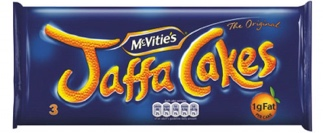 McVitie's
The Original
Jaffa Cakes
3
1g Fat